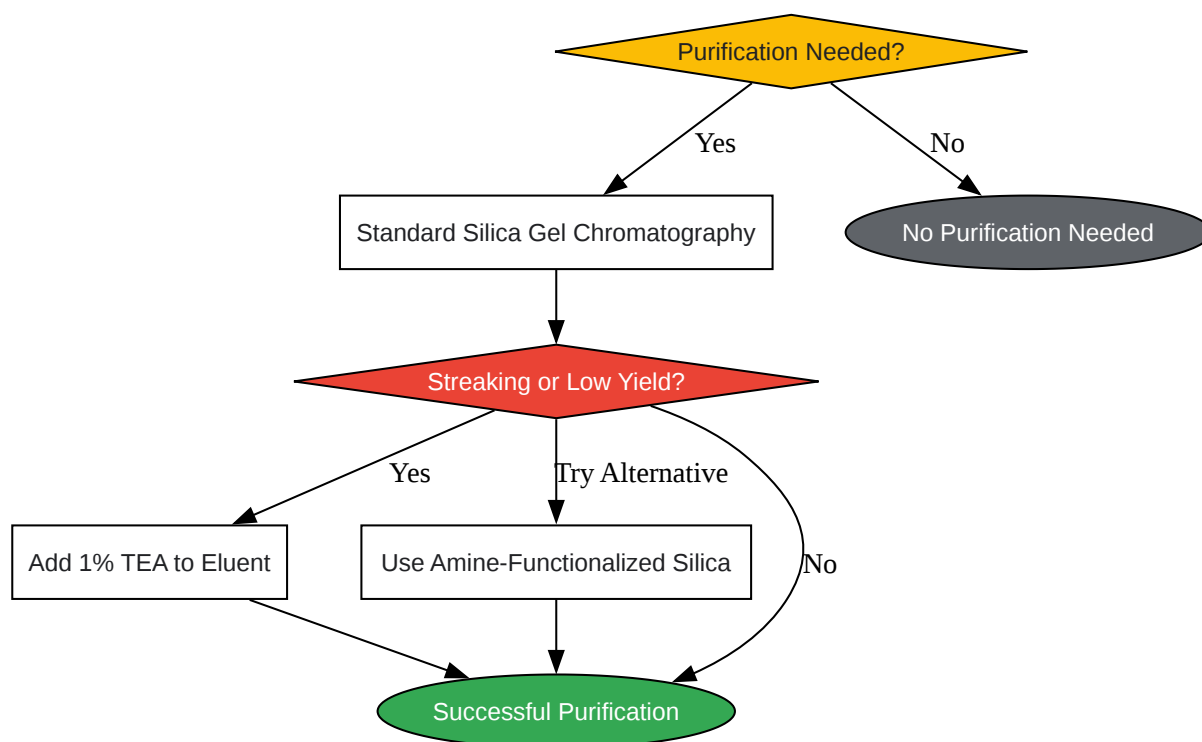 Purification Needed?
Yes
No
Standard Silica Gel Chromatography
No Purification Needed
Streaking or Low Yield?
Yes
Try Alternative
No
Add 1% TEA to Eluent
Use Amine-Functionalized Silica
Successful Purification